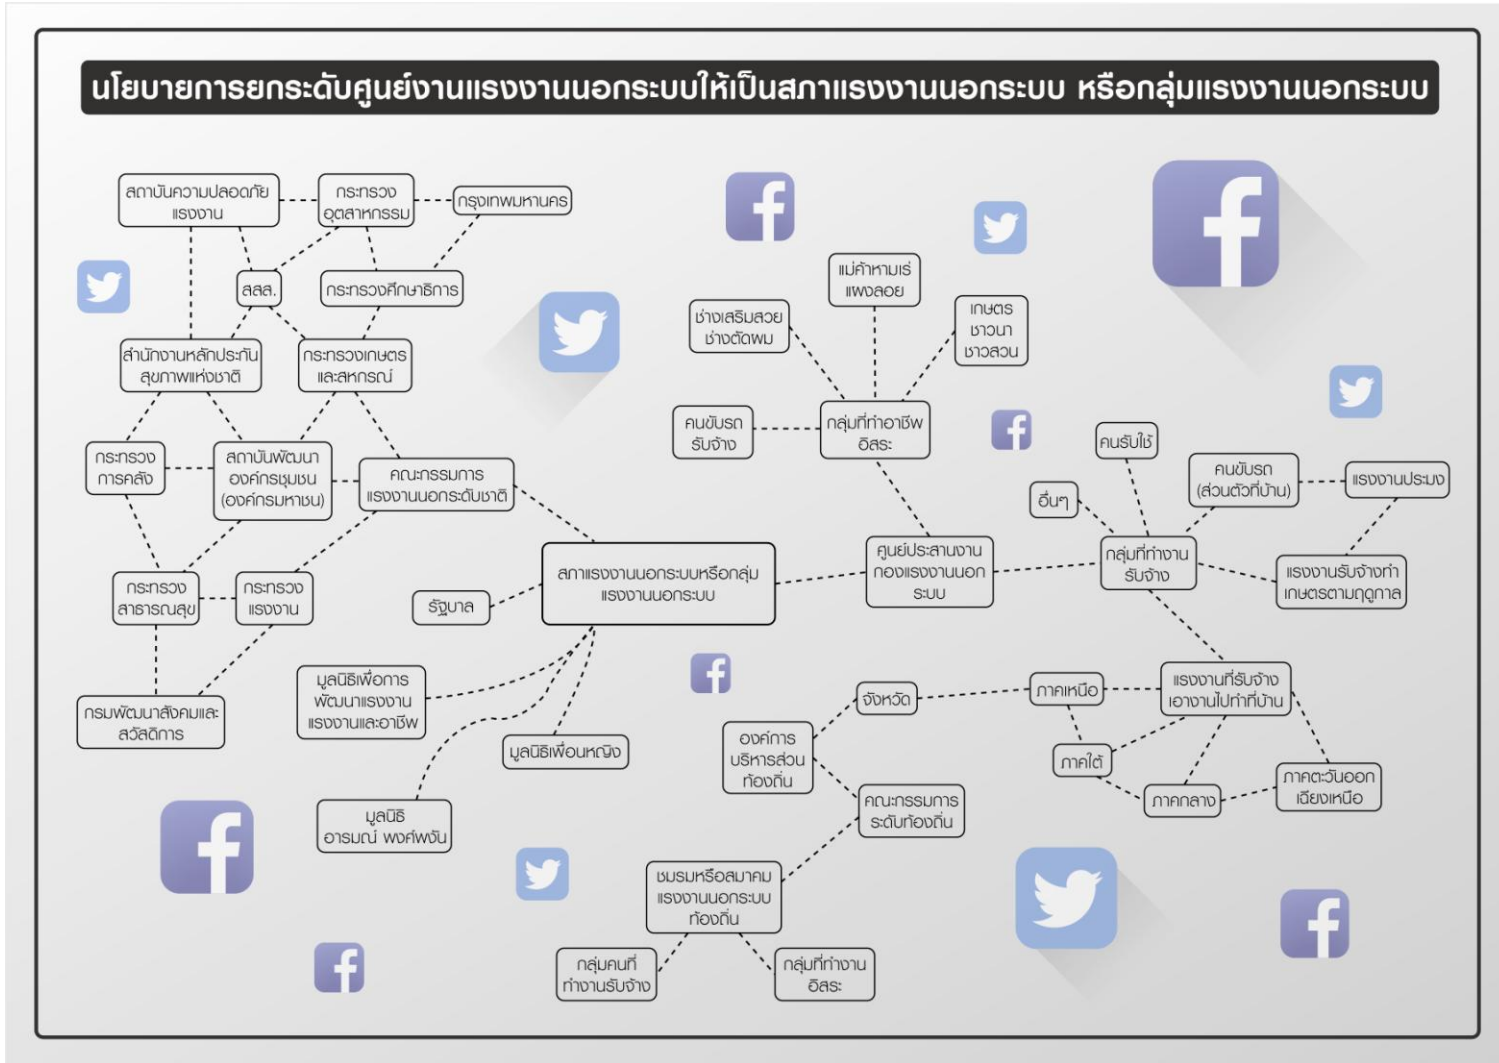 นโยบายการยกระดับศูนย์งานแรงงานนอกระบบให้เป็นสภาแรงงานนอกระบบ หรือกลุ่มแรงงานนอกระบบ
สถาบันความปลอดภัย
แรงงาน
กระทรวง
อุตสาหกรรม
กรุงเทพมหานคร
สสส.
กระทรวงศึกษาธิการ
สำนักงานหลักประกัน
สุขภาพแห่งชาติ
กระทรวงเกษตร
และสหกรณ์
กระทรวง
การคลัง
สถาบันพัฒนา
องค์กรชุมชน
(องค์กรมหาชน)
คณะกรรมการ
แรงงานนอกระดับชาติ
กระทรวง
สาธารณสุข
กระทรวง
แรงงาน
กรมพัฒนาสังคมและ
สวัสดิการ
รัฐบาล
สภาแรงงานนอกระบบหรือกลุ่ม
แรงงานนอกระบบ
มูลนิธิเพื่อการ
พัฒนาแรงงาน
แรงงานและอาชีพ
มูลนิธิเพื่อนหญิง
มูลนิธิ
อารมณ์ พงศ์พงัน
แม่ค้าหามเร่
แผงลอย
ช่างเสริมสวย
ช่างตัดผม
เกษตร
ชาวนา
ชาวสวน
คนขับรถ
รับจ้าง
กลุ่มที่ทำอาชีพ
อิสระ
ศูนย์ประสานงาน
กองแรงงานนอก
ระบบ
คนรับใช้
อื่นๆ
คนขับรถ
(ส่วนตัวที่บ้าน)
แรงงานประมง
กลุ่มที่ทำงาน
รับจ้าง
แรงงานรับจ้างทำ
เกษตรตามฤดูกาล
แรงงานที่รับจ้าง
เอางานไปทำที่บ้าน
ภาคเหนือ
ภาคใต้
ภาคกลาง
ภาคตะวันออก
เฉียงเหนือ
จังหวัด
องค์การ
บริหารส่วน
ท้องถิ่น
คณะกรรมการ
ระดับท้องถิ่น
ชมรมหรือสมาคม
แรงงานนอกระบบ
ท้องถิ่น
กลุ่มคนที่
ทำงานรับจ้าง
กลุ่มที่ทำงาน
อิสระ